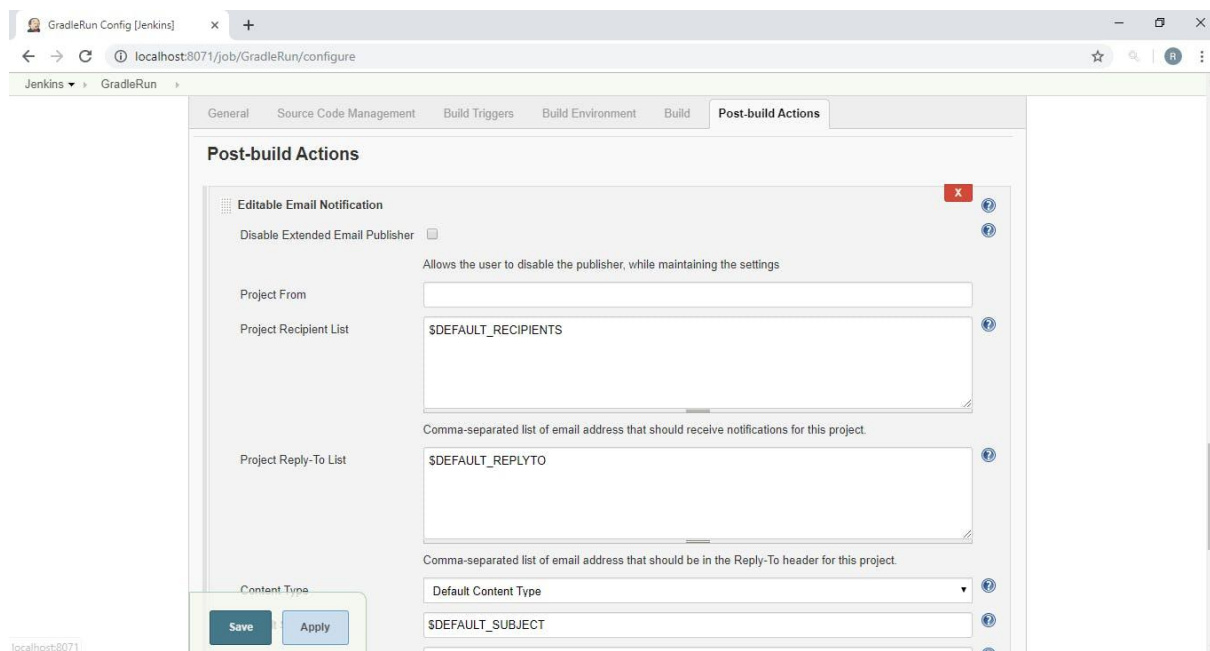 GradleRun Config [Jenkins]
localhost:8071/job/GradleRun/configure
R
Jenkins GradleRun
General Source Code Management Build Triggers Build Environment Build Post-build Actions
Post-build Actions
X
Editable Email Notification
Disable Extended Email Publisher
Allows the user to disable the publisher, while maintaining the settings
Project From
Project Recipient List $DEFAULT_RECIPIENTS
Comma-separated list of email address that should receive notifications for this project.
Project Reply-To List $DEFAULT_REPLYTO
Comma-separated list of email address that should be in the Reply-To header for this project.
Content Type Default Content Type
Save Apply $DEFAULT_SUBJECT
localhost:8071